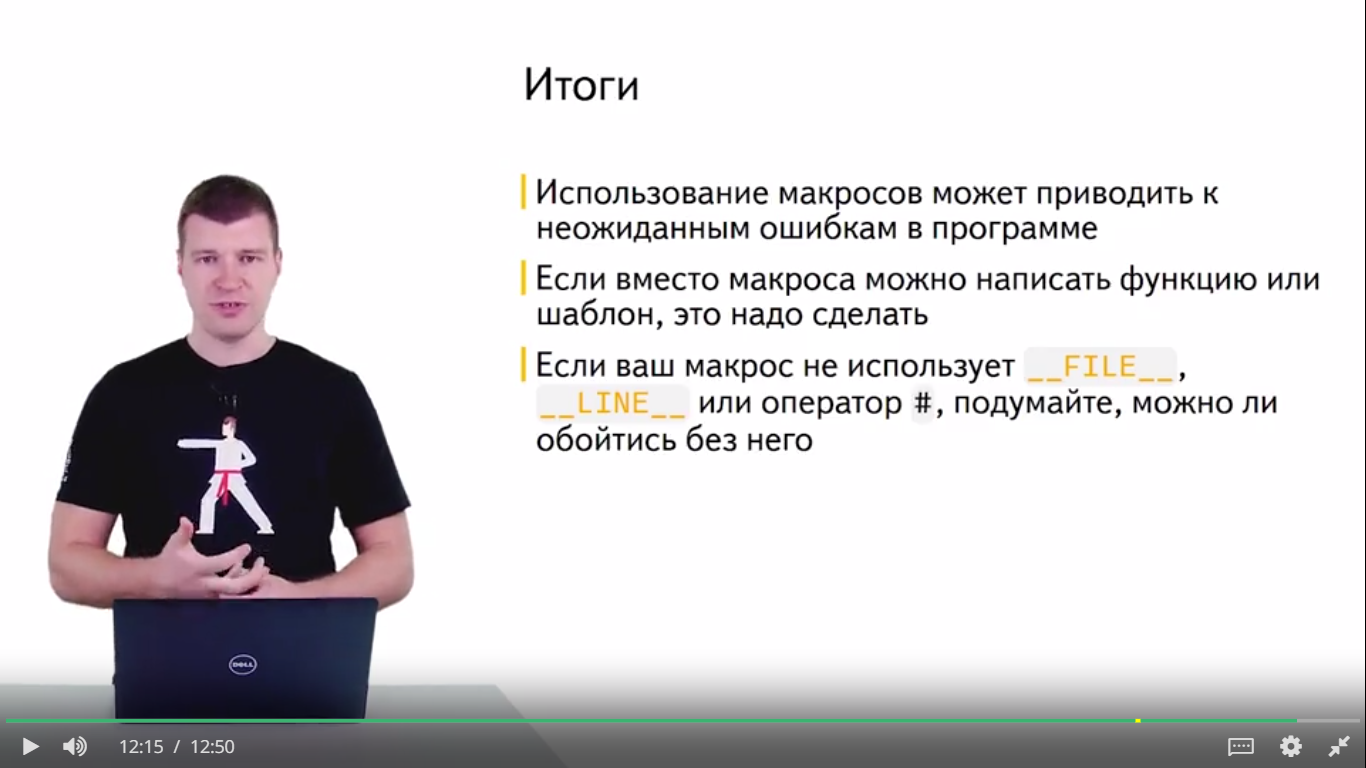 Итоги
Использование макросов может приводить к
неожиданным ошибкам в программе
Если вместо макроса можно написать функцию или
шаблон, это надо сделать
Если ваш макрос не использует __FILE__,
__LINE__ или оператор #, подумайте, можно ли
обойтись без него
DELL
12:15 / 12:50